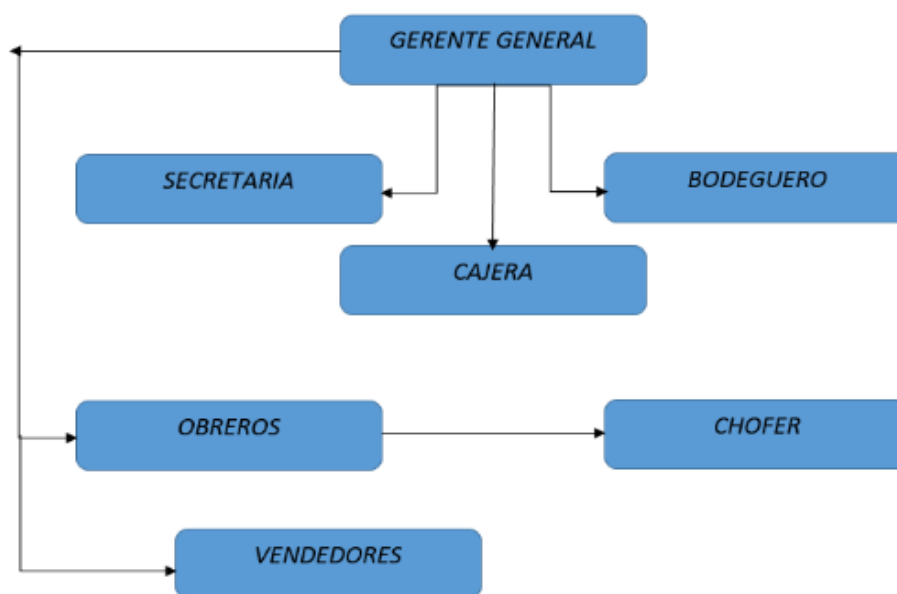 GERENTE GENERAL
SECRETARIA
BODEGUERO
CAJERA
OBREROS
CHOFER
VENDEDORES